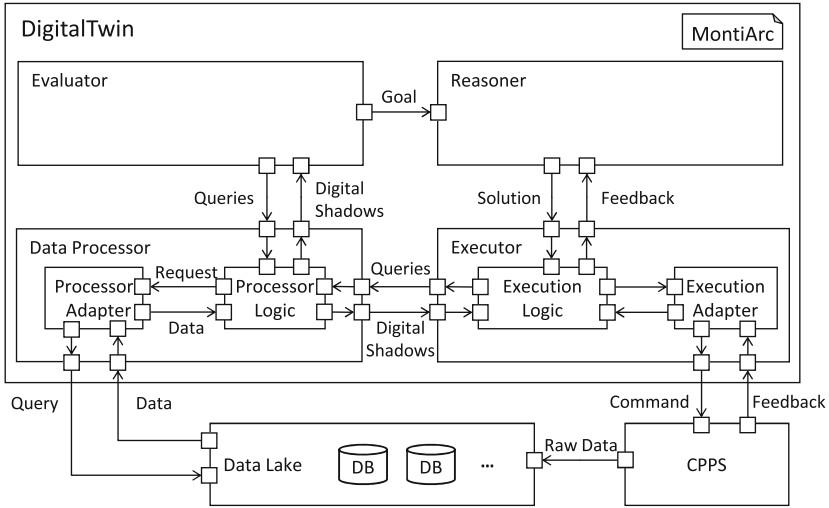 DigitalTwin
MontiArc
Evaluator
Reasoner
Goal
Queries
Digital
Shadows
Solution
Feedback
Data Processor
Executor
Processor
Adapter
Request
Data
Processor
Logic
Queries
Digital
Shadows
Execution
Logic
Execution
Adapter
Query
Data
Command
Feedback
Data Lake
DB
DB
...
Raw Data
CPPS